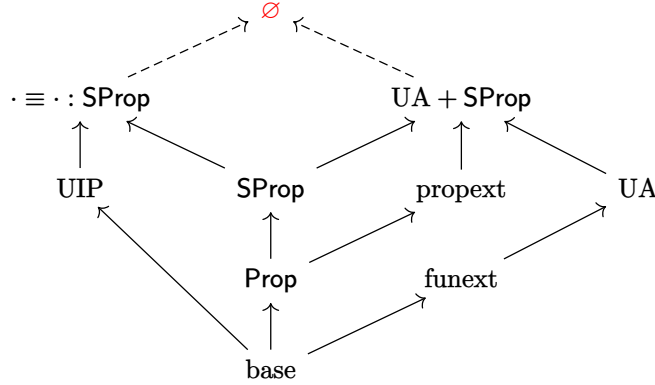 ∅
· ≡ · : SProp UA + SProp
UIP SProp propext UA
Prop funext
base